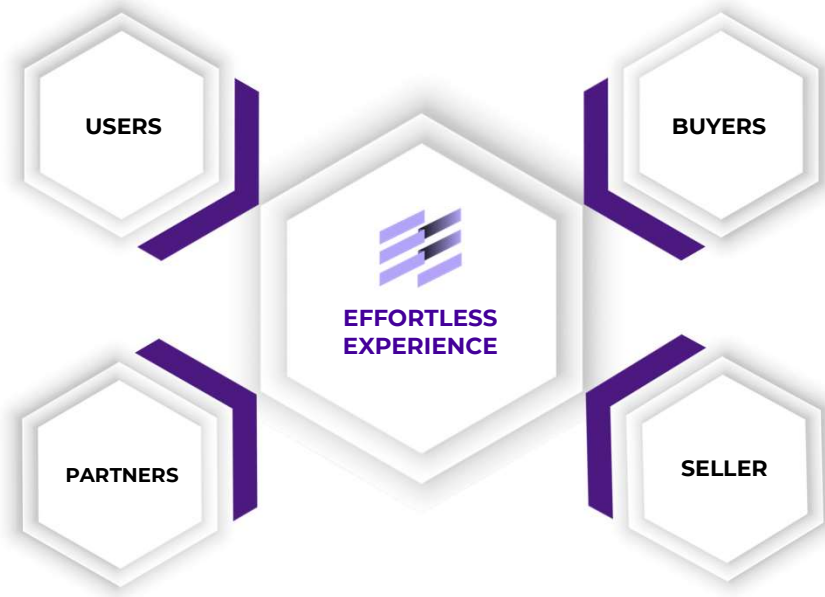 USERS
BUYERS
EFFORTLESS
EXPERIENCE
PARTNERS
SELLER